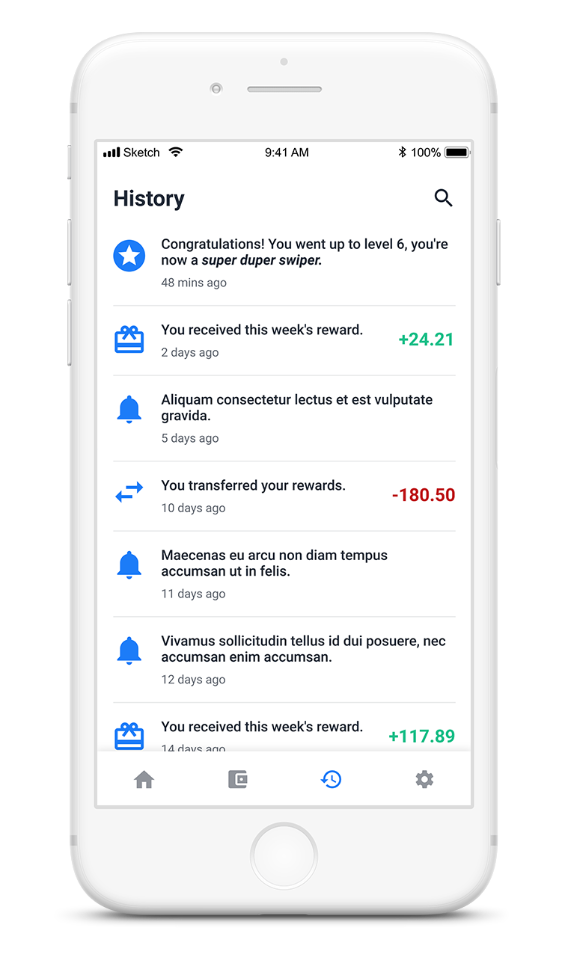 Sketch 9:41 AM 100%
History
Congratulations! You went up to level 6, you're
now a super duper swiper.
48 mins ago
You received this week's reward.
+24.21
2 days ago
Aliquam consectetur lectus et est vulputate
gravida.
5 days ago
You transferred your rewards.
-180.50
10 days ago
Maecenas eu arcu non diam tempus
accumsan ut in felis.
11 days ago
Vivamus sollicitudin tellus id dui posuere, nec
accumsan enim accumsan.
12 days ago
You received this week's reward.
+117.89
14 days ago